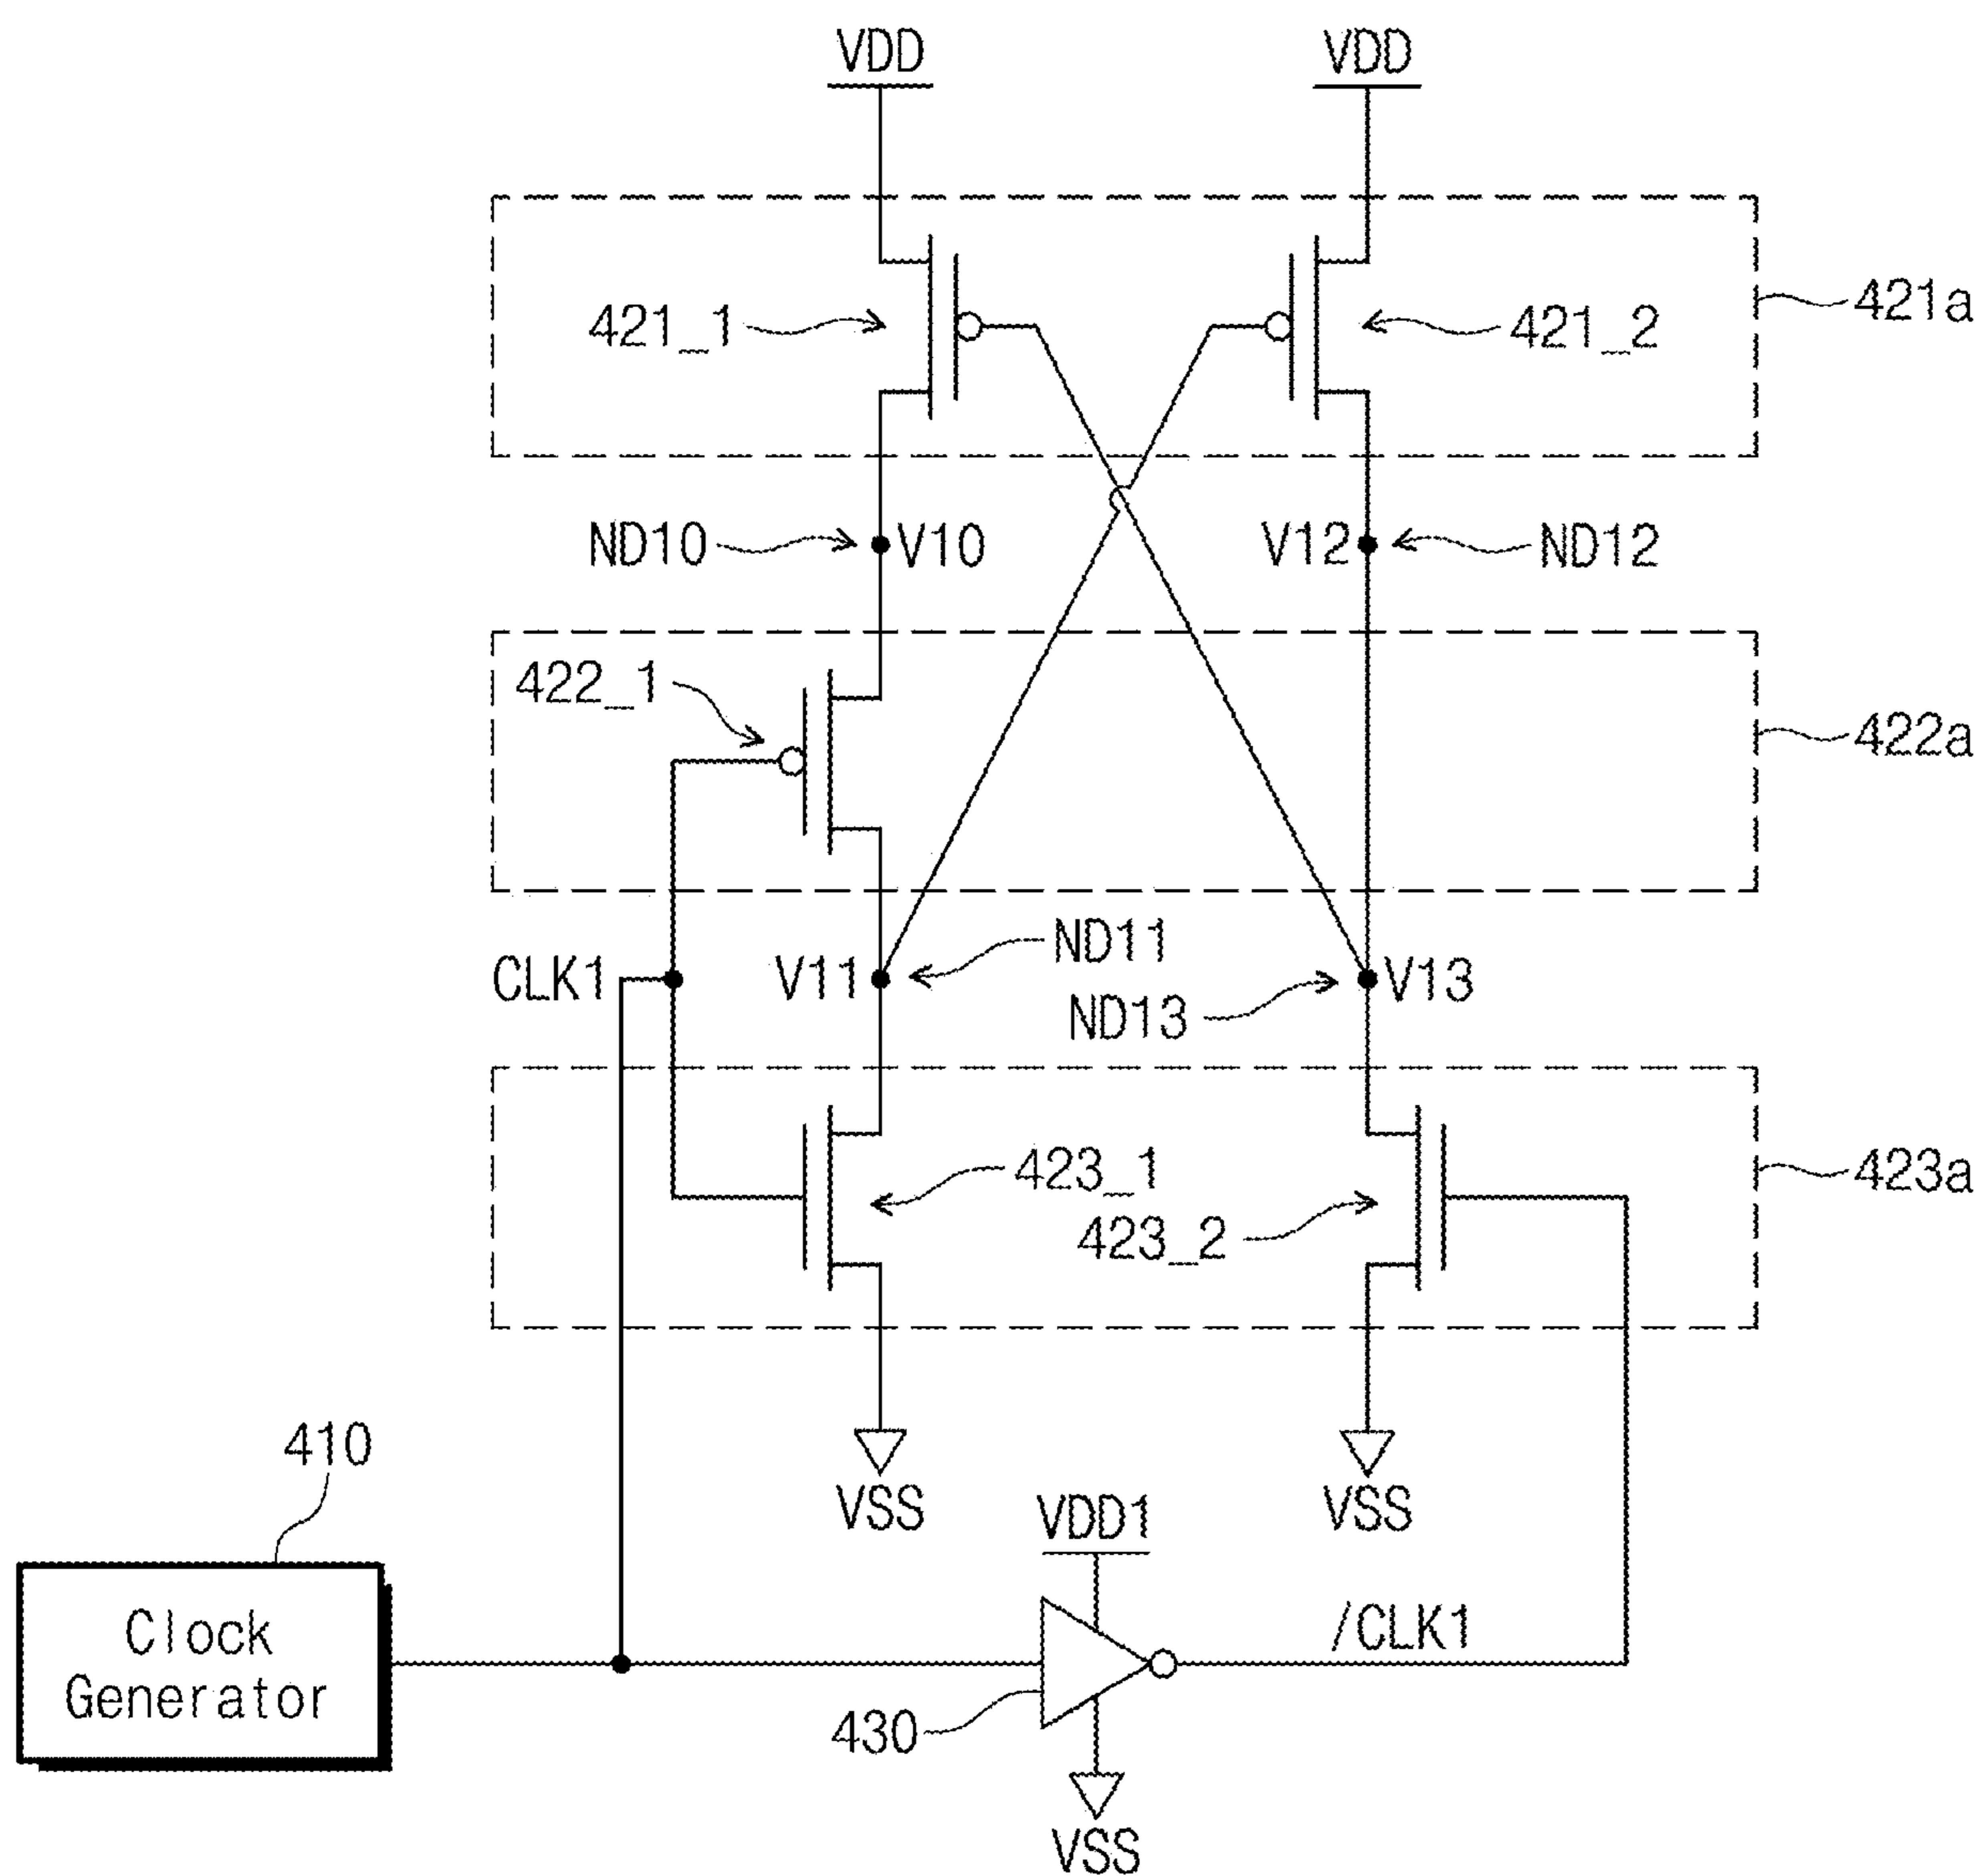 VDD
VDD
421_1
421_2
421a
ND10
V10
V12
ND12
422_1
422a
CLK1
V11
ND11
ND13
V13
423_1
423_2
423a
VSS
VSS
410
Clock
Generator
VDD1
/CLK1
430
VSS